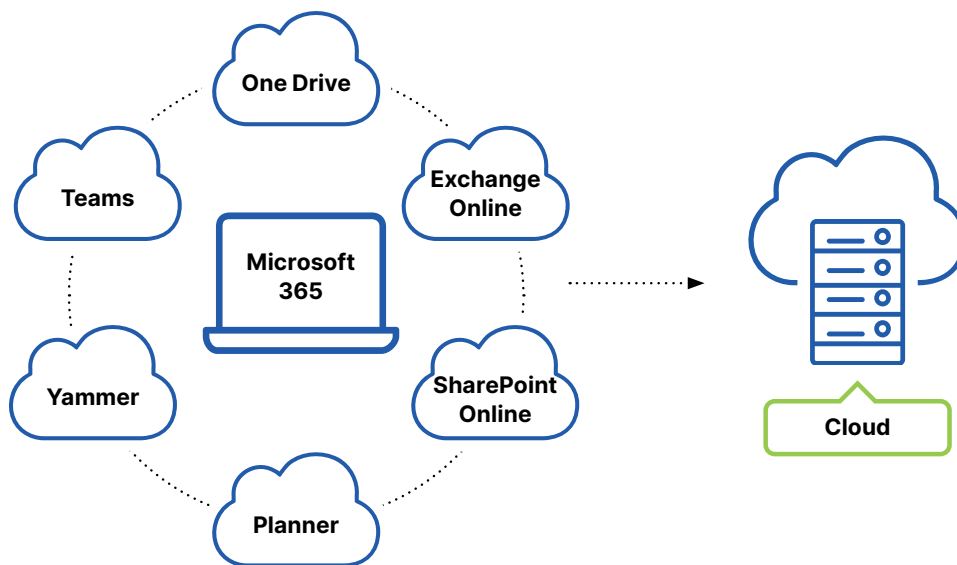 One Drive
Teams
Exchange
Online
Microsoft
365
Yammer
SharePoint
Online
Planner
Cloud